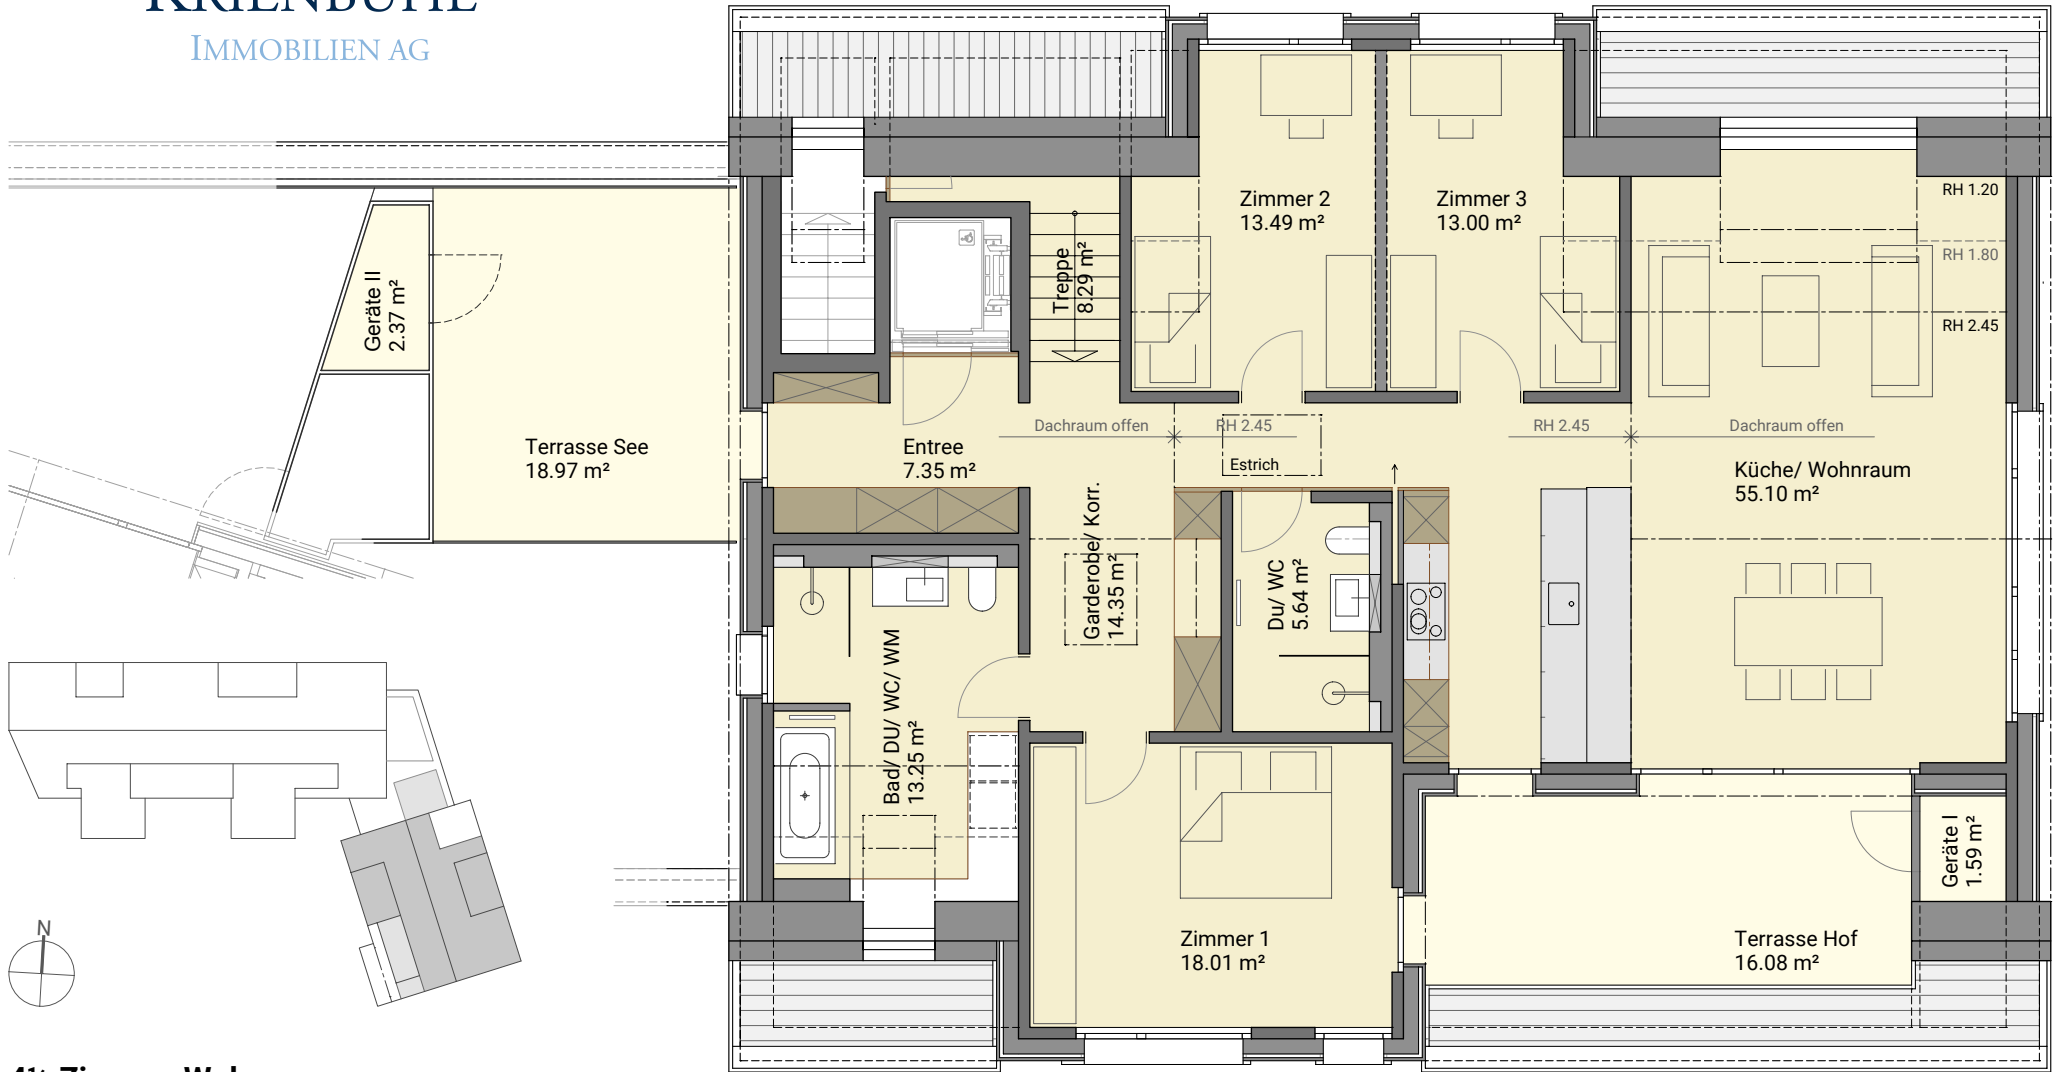 KRIENBÜHL
IMMOBILIEN AG
Zimmer 2
13.49 m²
Zimmer 3
13.00 m²
RH 1.20
RH 1.80
RH 2.45
Treppe
8.29 m²
Geräte II
2.37 m²
Terrasse See
18.97 m²
Entree
7.35 m²
Dachraum offen
RH 2.45
Estrich
RH 2.45
Dachraum offen
Küche/ Wohnraum
55.10 m²
Garderobe/ Korr.
14.35 m²
Du/ WC
5.64 m²
Bad/ DU/ WC/ WM
13.25 m²
Zimmer 1
18.01 m²
Terrasse Hof
16.08 m²
Geräte I
1.59 m²
N